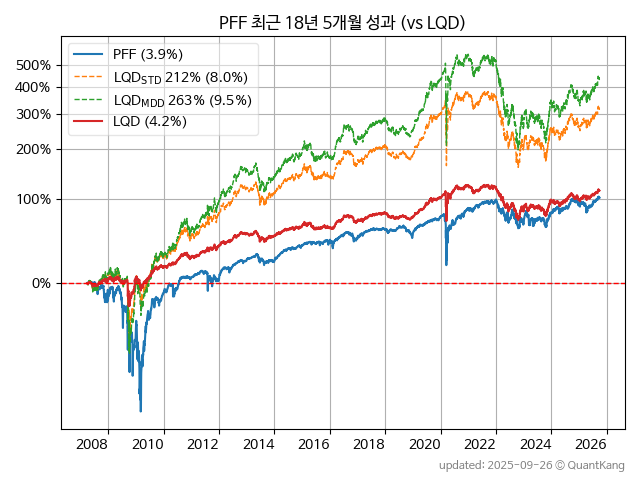 PFF 최근 18년 5개월 성과 (vs LQD)
PFF (3.9%)
LQD_STD 212% (8.0%)
LQD_MDD 263% (9.5%)
LQD (4.2%)
500%
400%
300%
200%
100%
0%
2008 2010 2012 2014 2016 2018 2020 2022 2024 2026
updated: 2025-09-26 © QuantKang